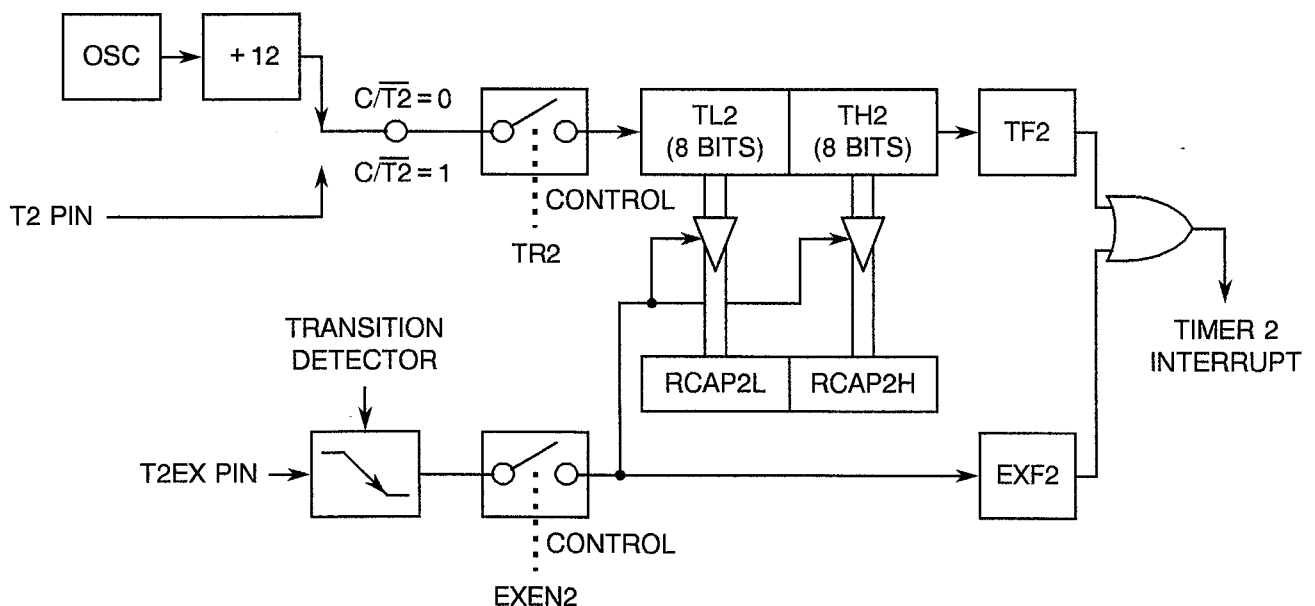 OSC
+12
C/T2 = 0
C/T2 = 1
T2 PIN
CONTROL
TR2
TL2
(8 BITS)
TH2
(8 BITS)
TF2
TIMER 2
INTERRUPT
TRANSITION
DETECTOR
RCAP2L
RCAP2H
T2EX PIN
CONTROL
EXEN2
EXF2